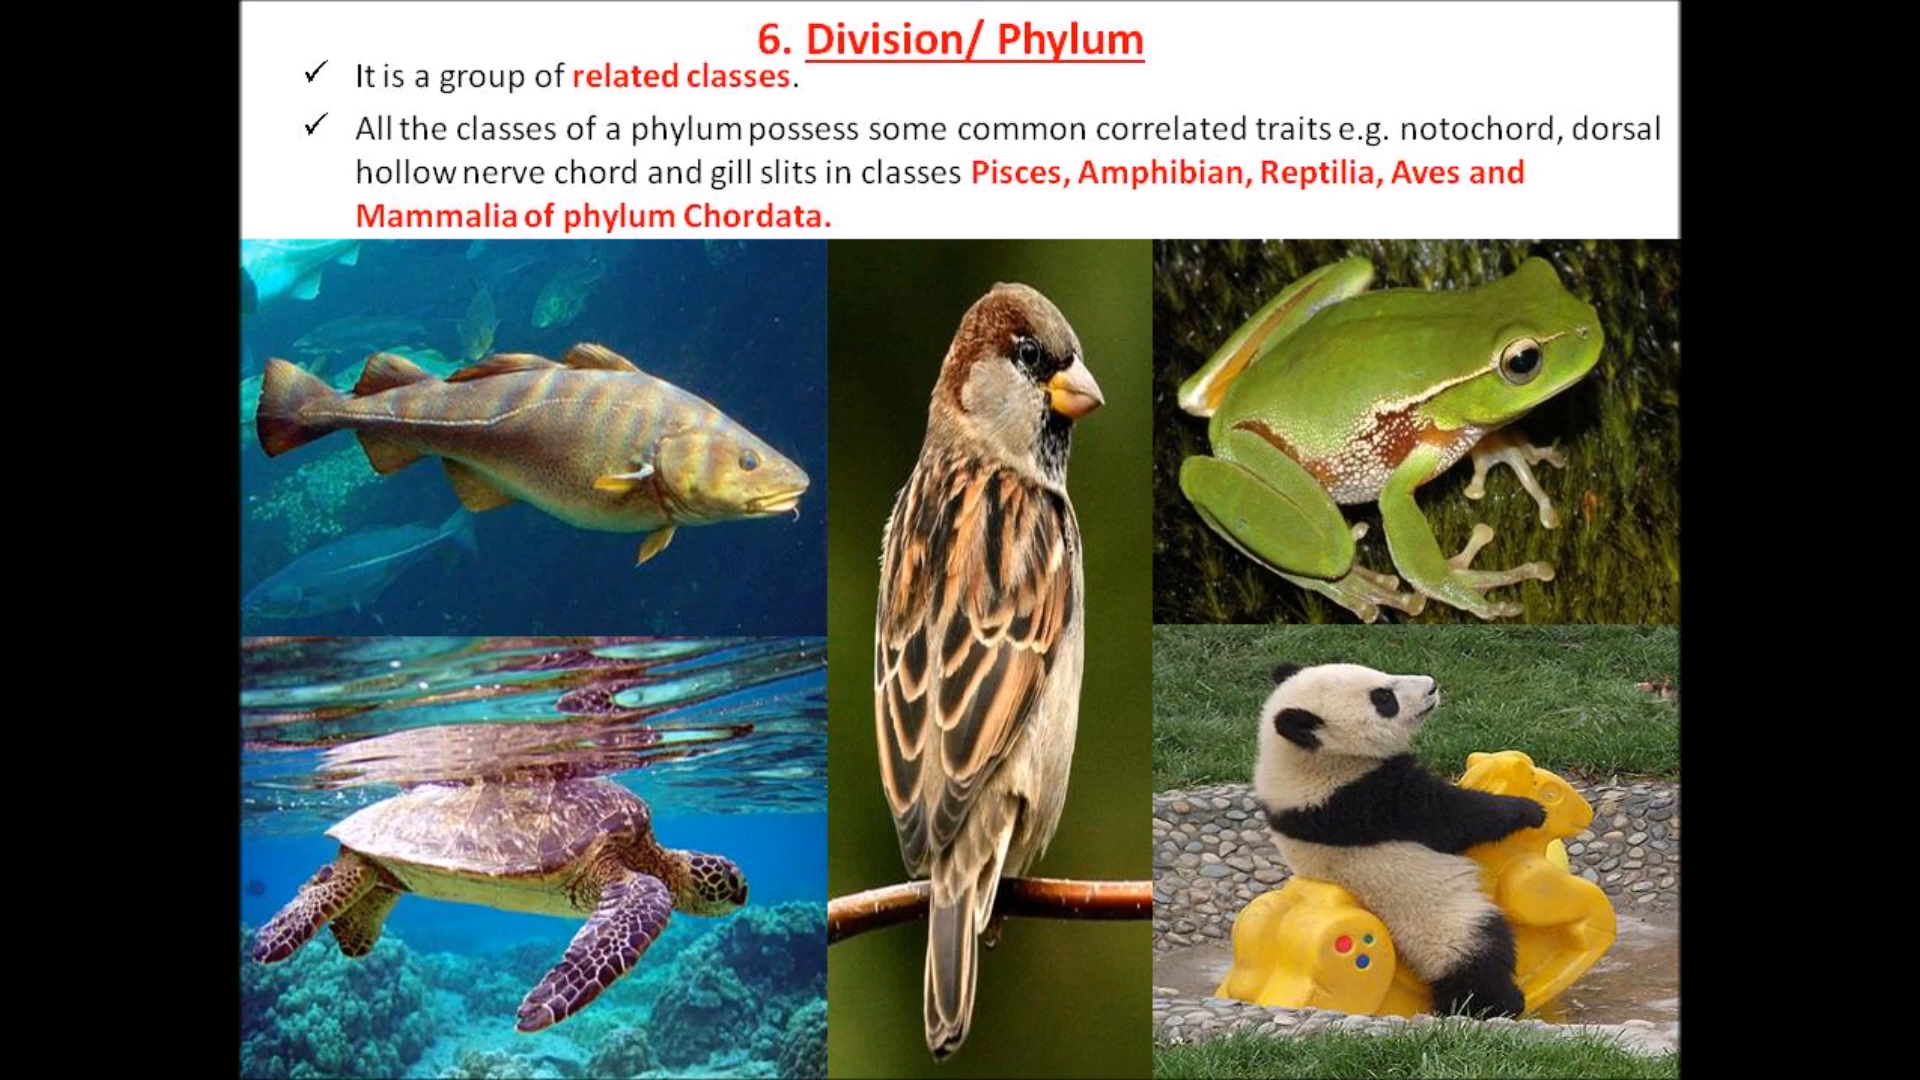 6. Division/ Phylum
✓ It is a group of related classes.
✓ All the classes of a phylum possess some common correlated traits e.g. notochord, dorsal
hollow nerve chord and gill slits in classes Pisces, Amphibian, Reptilia, Aves and
Mammalia of phylum Chordata.